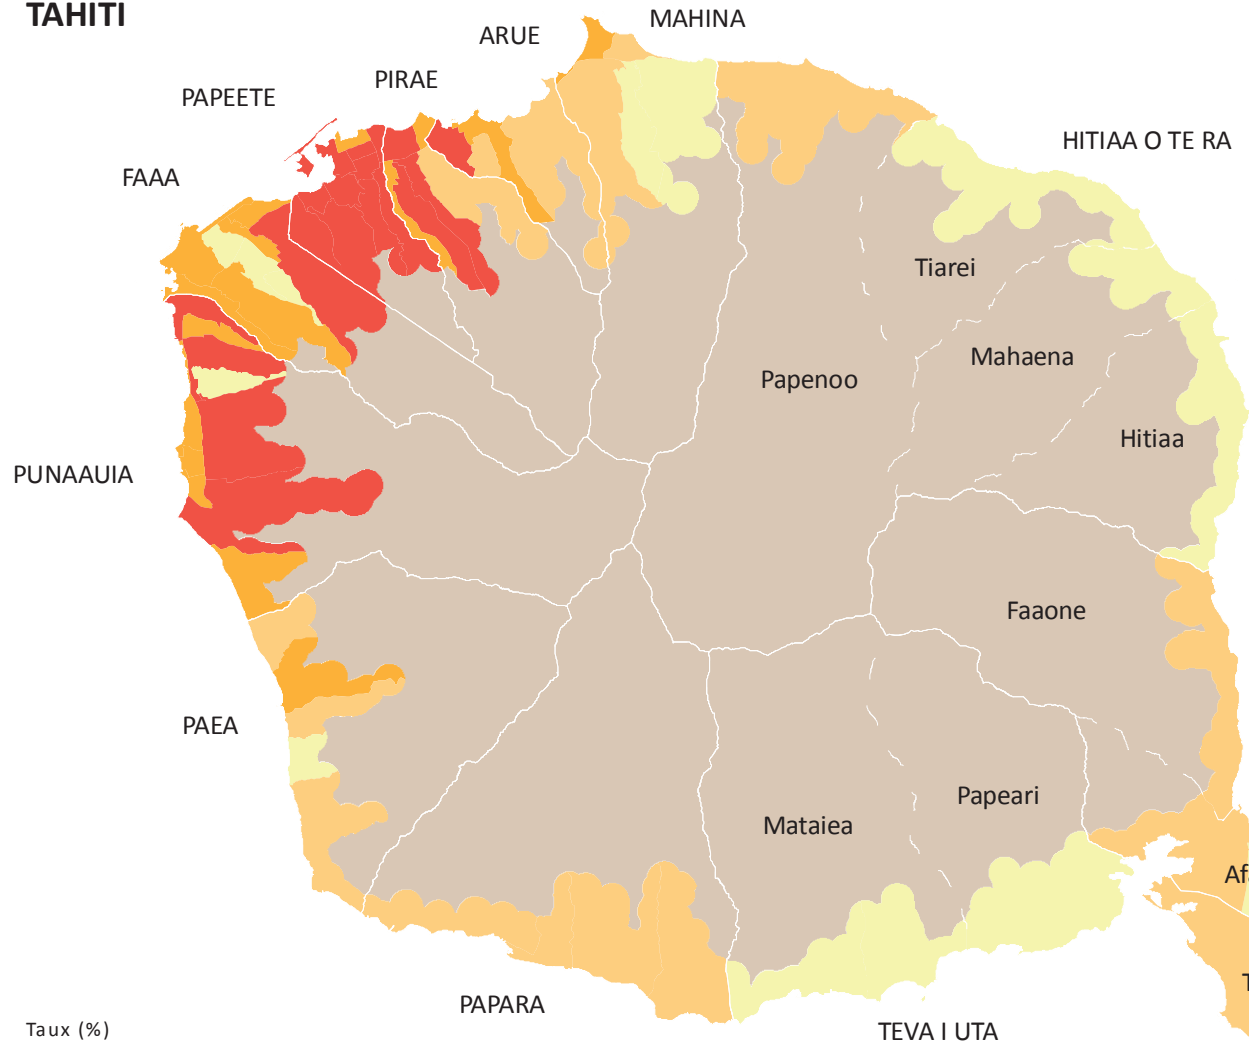 TAHITI
MAHINA
ARUE
PIRAE
PAPEETE
HITIAA O TE RA
FAAA
Tiarei
Mahaena
Papenoo
Hitiaa
PUNAAUIA
Faaone
PAEA
Papeari
Mataiea
PAPARA
Taux (%)
TEVA I UTA